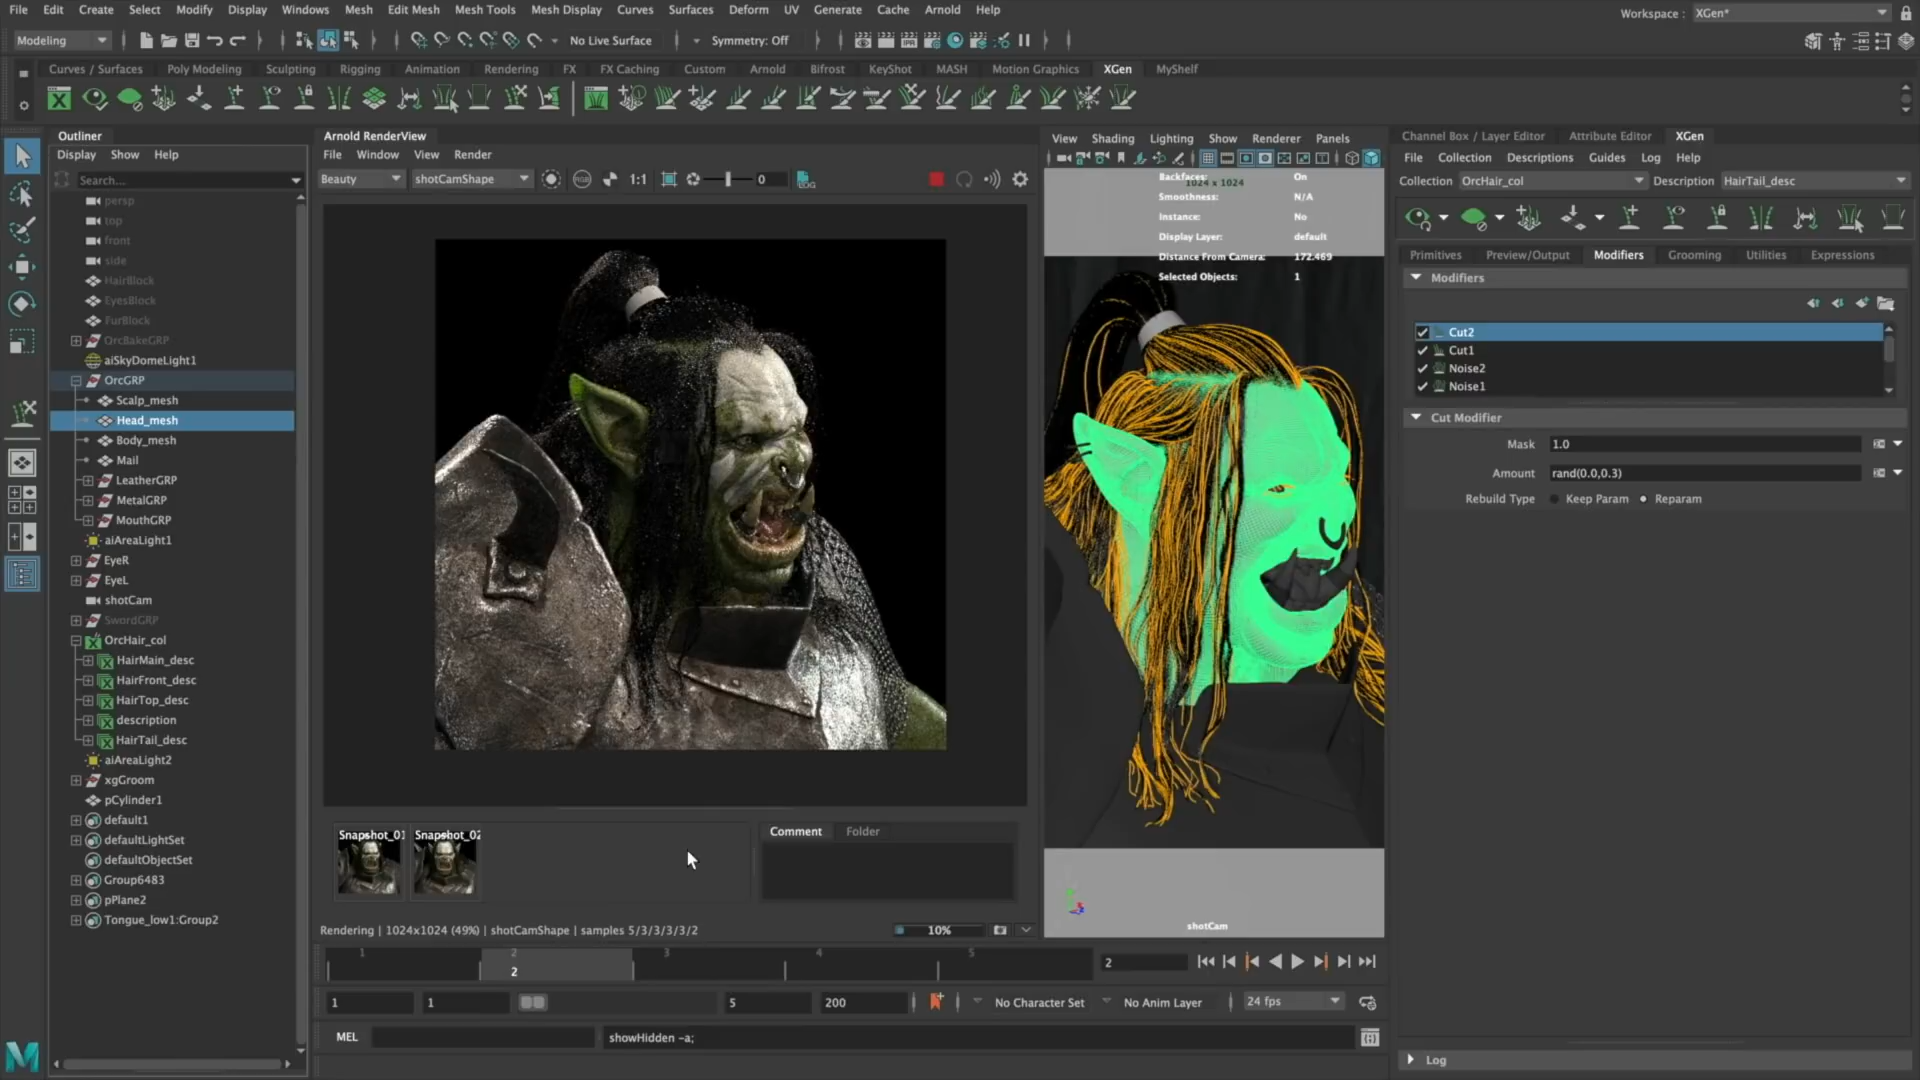 File Edit Create Select Modify Display Windows Mesh Edit Mesh Mesh Tools Mesh Display Curves Surfaces Deform UV Generate Cache Arnold Help
Workspace : XGen*
Modeling
No Live Surface
Symmetry: Off
Curves / Surfaces Poly Modeling Sculpting Rigging Animation Rendering FX FX Caching Custom Arnold Bifrost KeyShot MASH Motion Graphics XGen MyShelf
Outliner
Display Show Help
Search...
persp
top
front
side
HairBlock
EyesBlock
FurBlock
OrcBakeGRP
aiSkyDomeLight1
OrcGRP
Scalp_mesh
Head_mesh
Body_mesh
Mail
LeatherGRP
MetalGRP
MouthGRP
aiAreaLight1
EyeR
EyeL
shotCam
SwordGRP
OrcHair_col
HairMain_desc
HairFront_desc
HairTop_desc
description
HairTail_desc
aiAreaLight2
xgGroom
pCylinder1
default1
defaultLightSet
defaultObjectSet
Group6483
pPlane2
Tongue_low1:Group2
Arnold RenderView
File Window View Render
Beauty shotCamShape 1:1 0
LOG
Snapshot_01 Snapshot_02
Comment Folder
Rendering | 1024x1024 (49%) | shotCamShape | samples 5/3/3/3/3/2
10%
View Shading Lighting Show Renderer Panels
1024 x 1024
Backfaces: On
Smoothness: N/A
Instance: No
Display Layer: default
Distance From Camera: 172.469
Selected Objects: 1
shotCam
Channel Box / Layer Editor Attribute Editor XGen
File Collection Descriptions Guides Log Help
Collection OrcHair_col Description HairTail_desc
Primitives Preview/Output Modifiers Grooming Utilities Expressions
Modifiers
Cut2
Cut1
Noise2
Noise1
Cut Modifier
Mask 1.0
Amount rand(0.0,0.3)
Rebuild Type Keep Param Reparam
Log
1 2 3 4 5
2
2
1 1 5 200
No Character Set No Anim Layer 24 fps
MEL
showHidden -a;